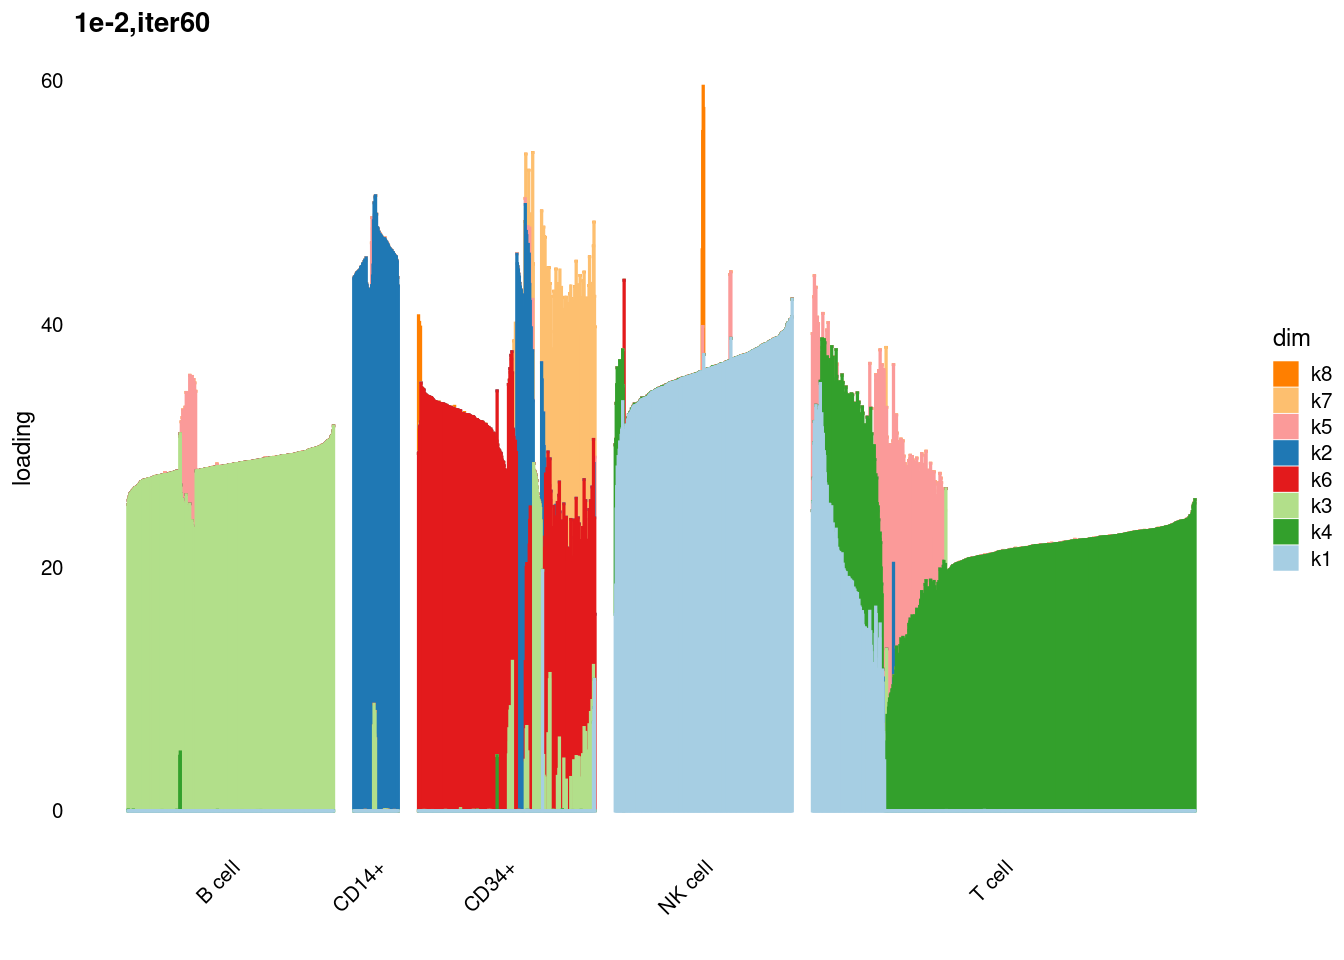 1e-2,iter60
60
40
20
0
loading
B cell
CD14+
CD34+
NK cell
T cell
dim
k8
k7
k5
k2
k6
k3
k4
k1